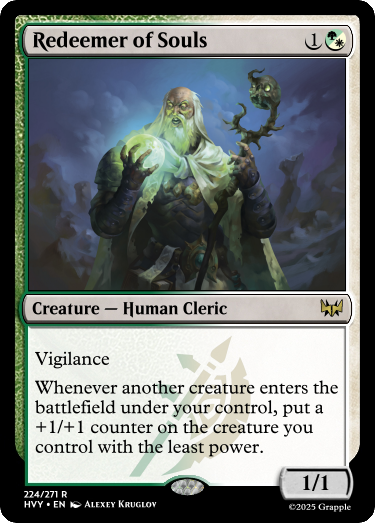 Redeemer of Souls 1
Creature — Human Cleric
Vigilance
Whenever another creature enters the
battlefield under your control, put a
+1/+1 counter on the creature you
control with the least power.
1/1
224/271 R
HVY • EN Alexey Kruglov
©2025 Grapple